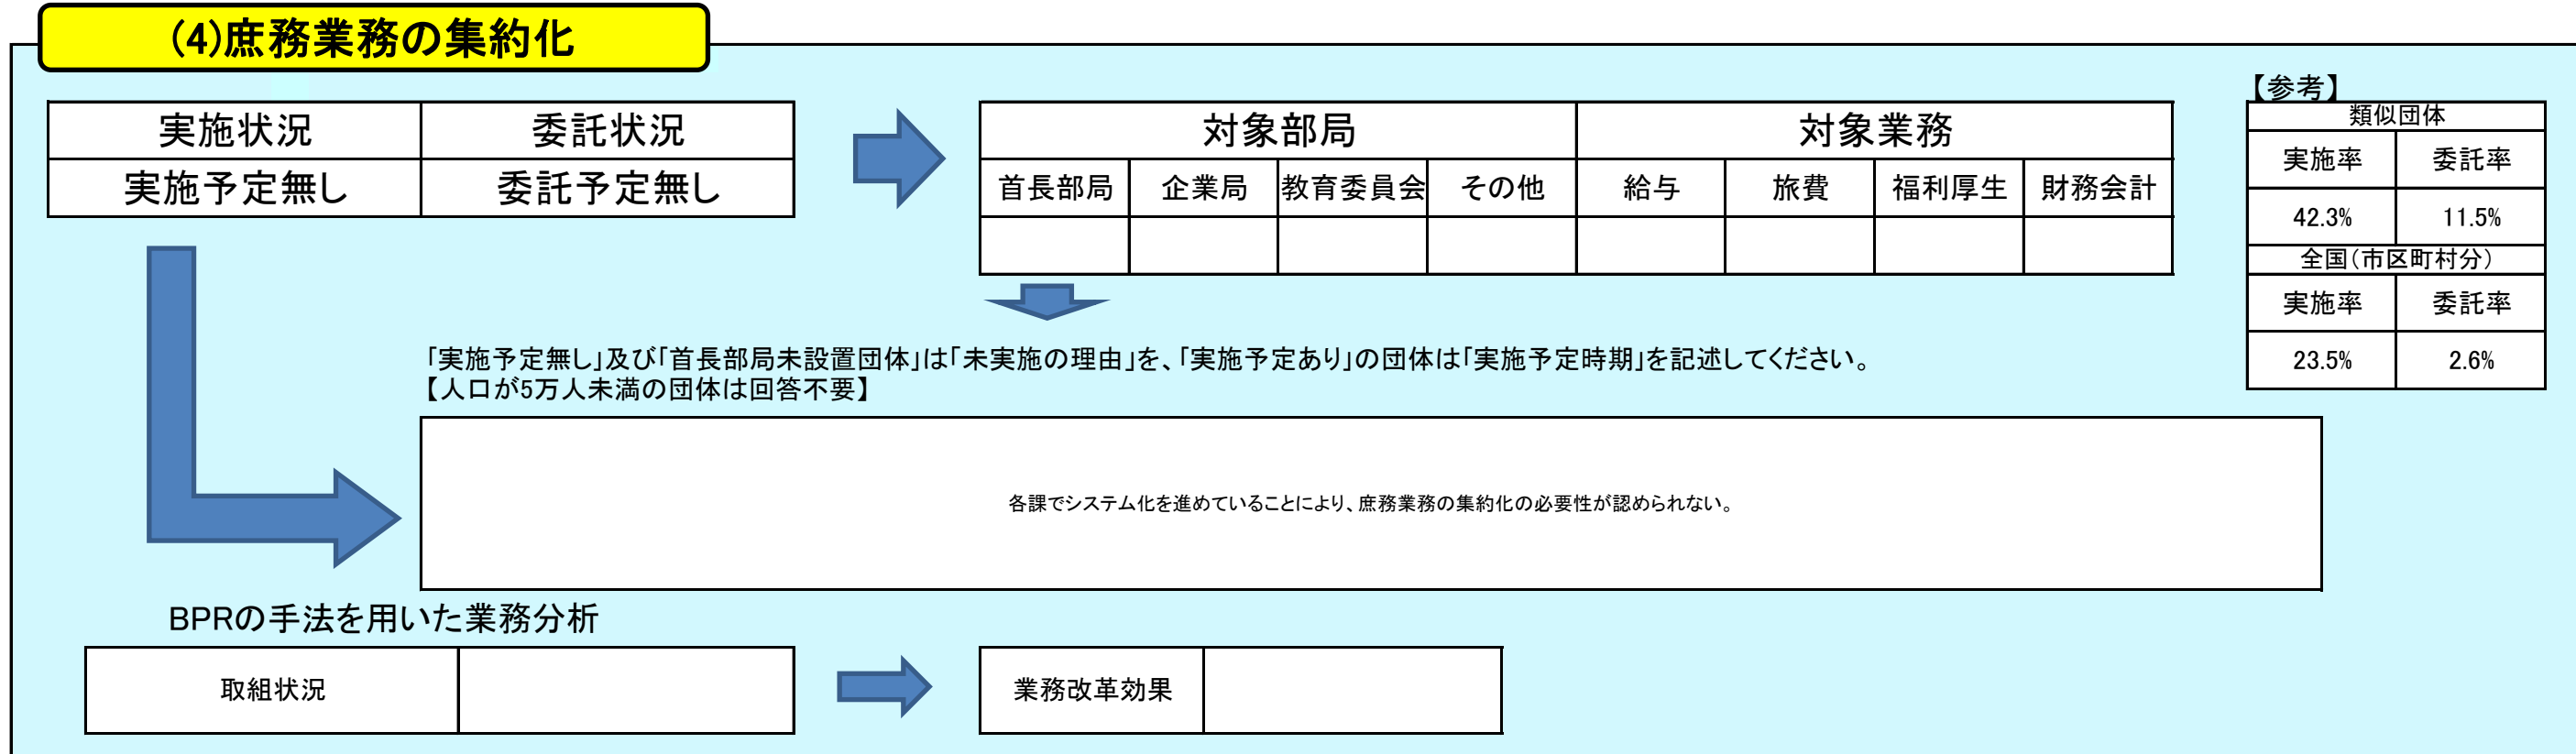 (4)庶務業務の集約化
実施状況 委託状況
実施予定無し 委託予定無し
対象部局 対象業務
首長部局 企業局 教育委員会 その他 給与 旅費 福利厚生 財務会計
【参考】
類似団体
実施率 委託率
42.3% 11.5%
全国(市区町村分)
実施率 委託率
23.5% 2.6%
「実施予定無し」及び「首長部局未設置団体」は「未実施の理由」を、「実施予定あり」の団体は「実施予定時期」を記述してください。
【人口が5万人未満の団体は回答不要】
各課でシステム化を進めていることにより、庶務業務の集約化の必要性が認められない。
BPRの手法を用いた業務分析
取組状況
業務改革効果